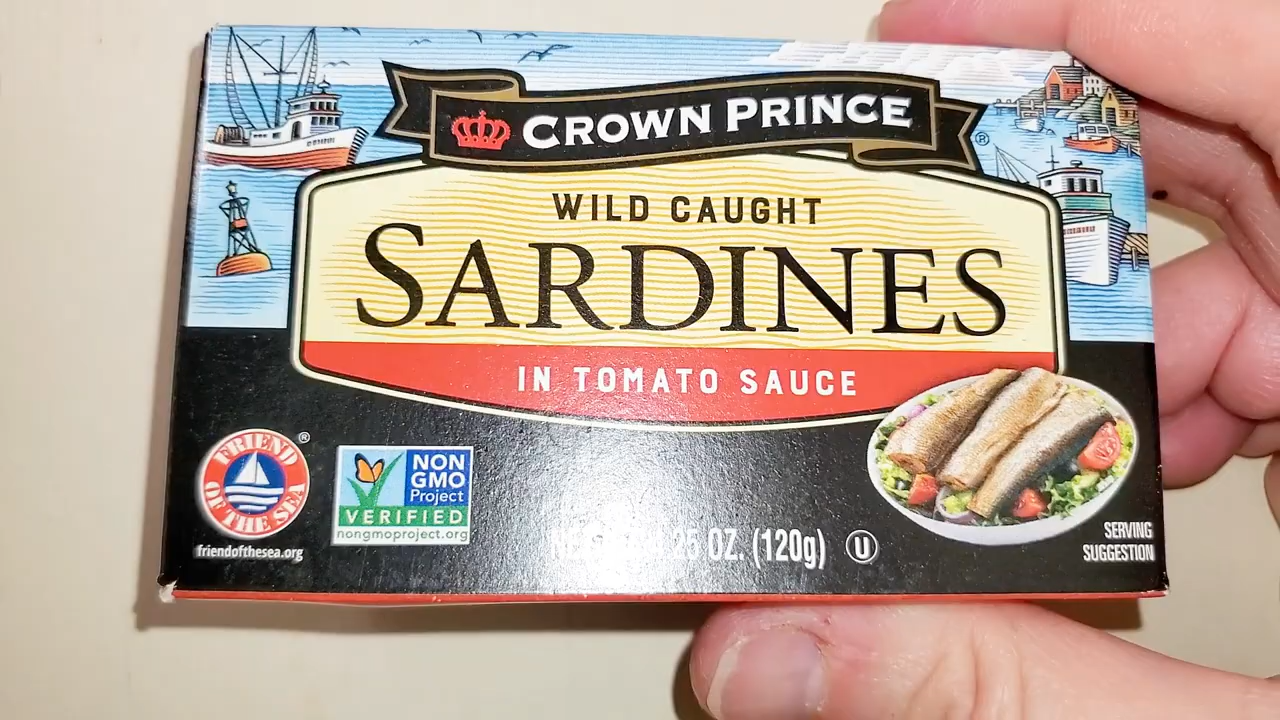 CROWN PRINCE
®
WILD CAUGHT
SARDINES
IN TOMATO SAUCE
FRIEND
OF THE SEA
®
friendofthesea.org
NON
GMO
Project
VERIFIED
nongmoproject.org
25 OZ. (120g)
U
SERVING
SUGGESTION